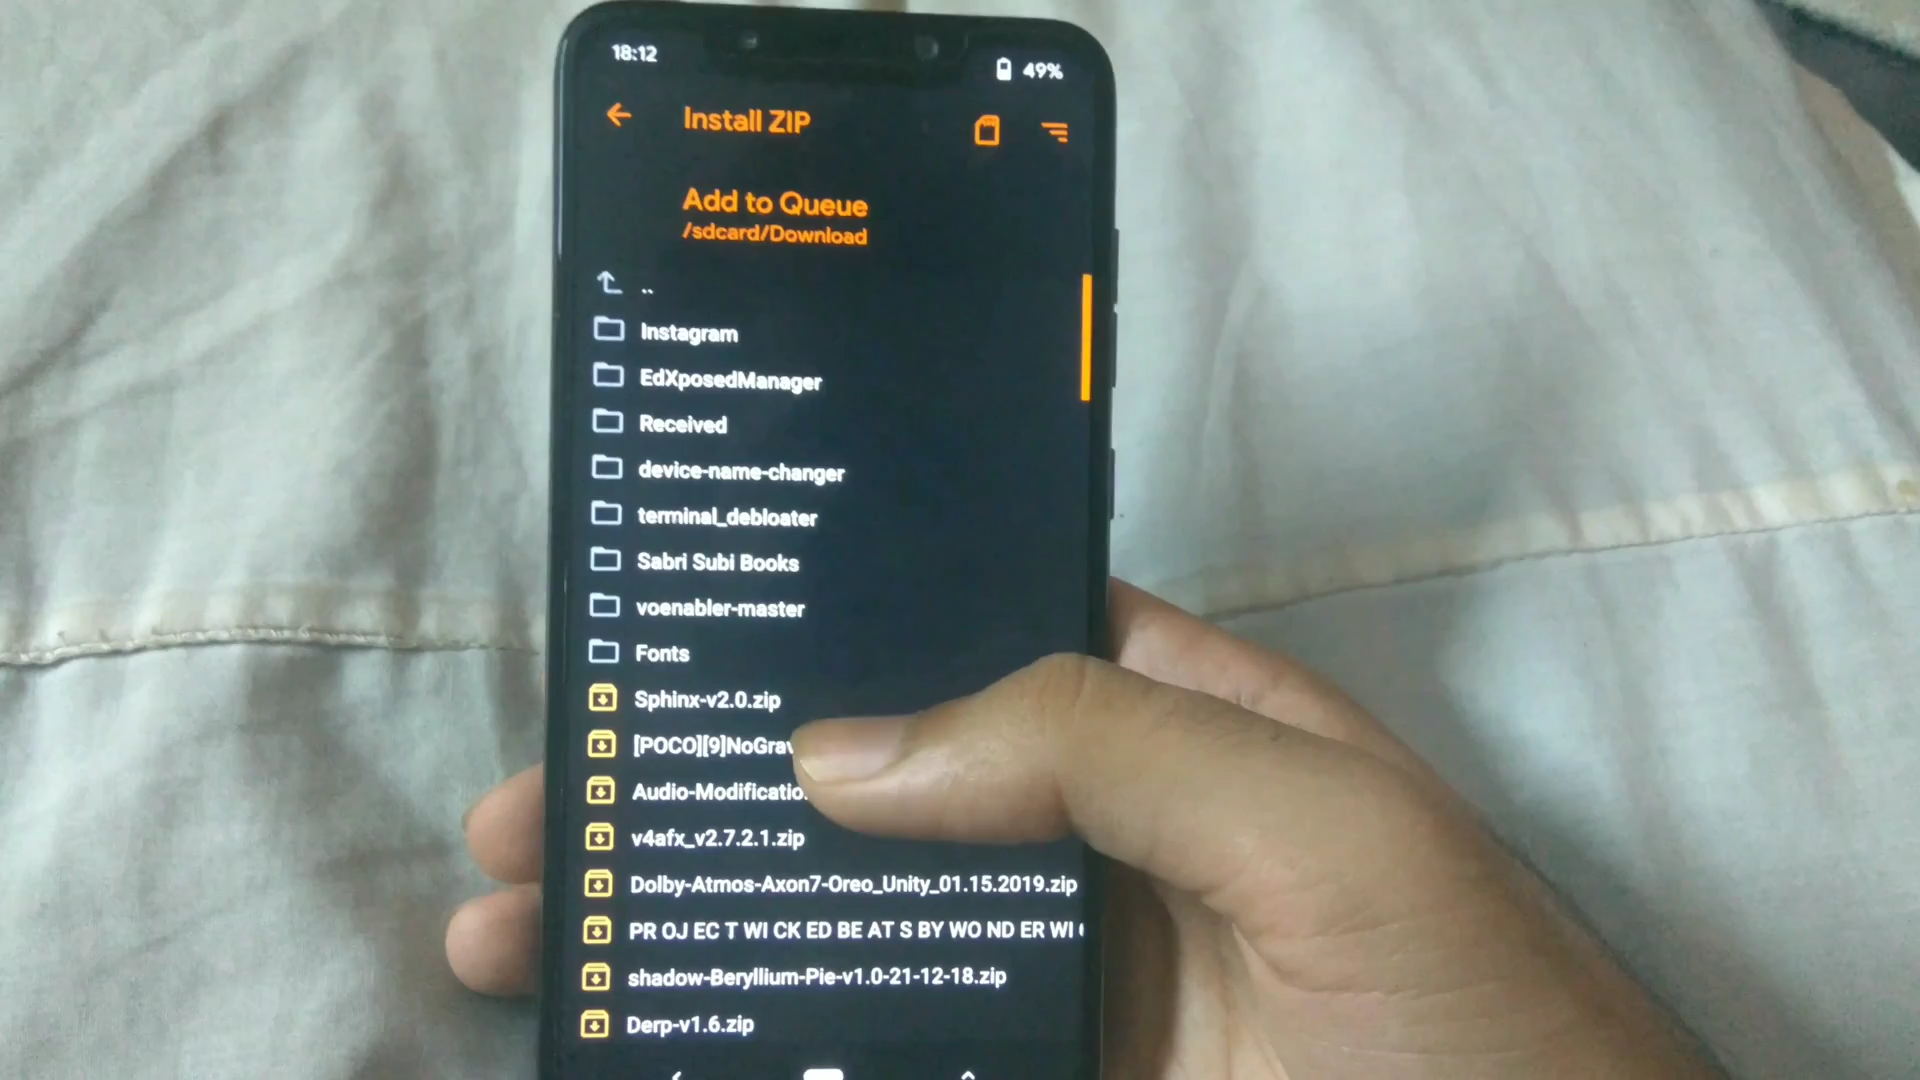 18:12
49%
Install ZIP
Add to Queue
/sdcard/Download
..
Instagram
EdXposedManager
Received
device-name-changer
terminal_debloater
Sabri Subi Books
voenabler-master
Fonts
Sphinx-v2.0.zip
[POCO][9]NoGrav
Audio-Modificatio
v4afx_v2.7.2.1.zip
Dolby-Atmos-Axon7-Oreo_Unity_01.15.2019.zip
PR OJ EC T WI CK ED BE AT S BY WO ND ER WI
shadow-Beryllium-Pie-v1.0-21-12-18.zip
Derp-v1.6.zip